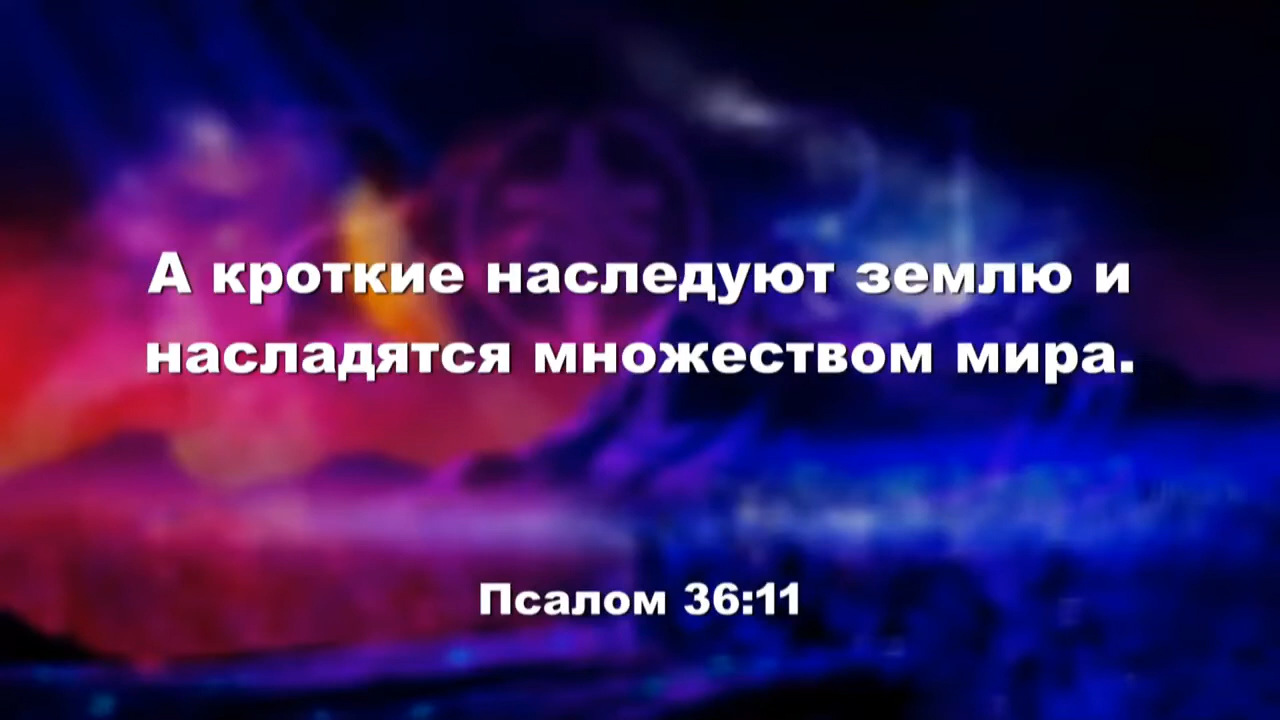 А кроткие наследуют землю и
насладятся множеством мира.
Псалом 36:11